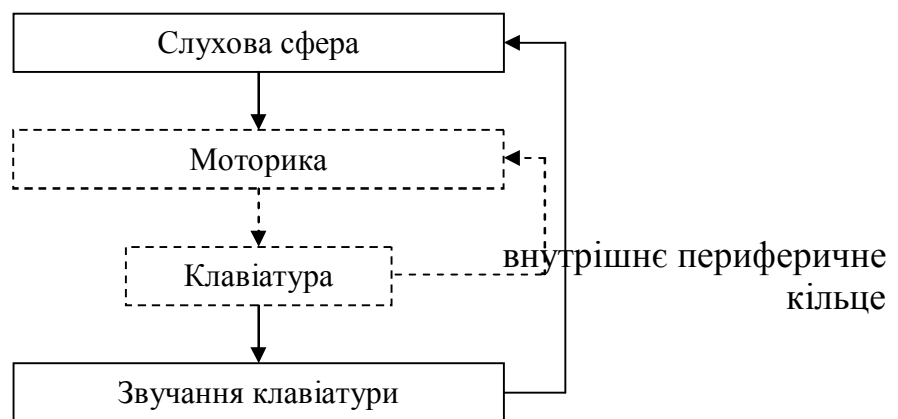 Слухова сфера
Моторика
Клавіатура
внутрішнє периферичне
кільце
Звучання клавіатури